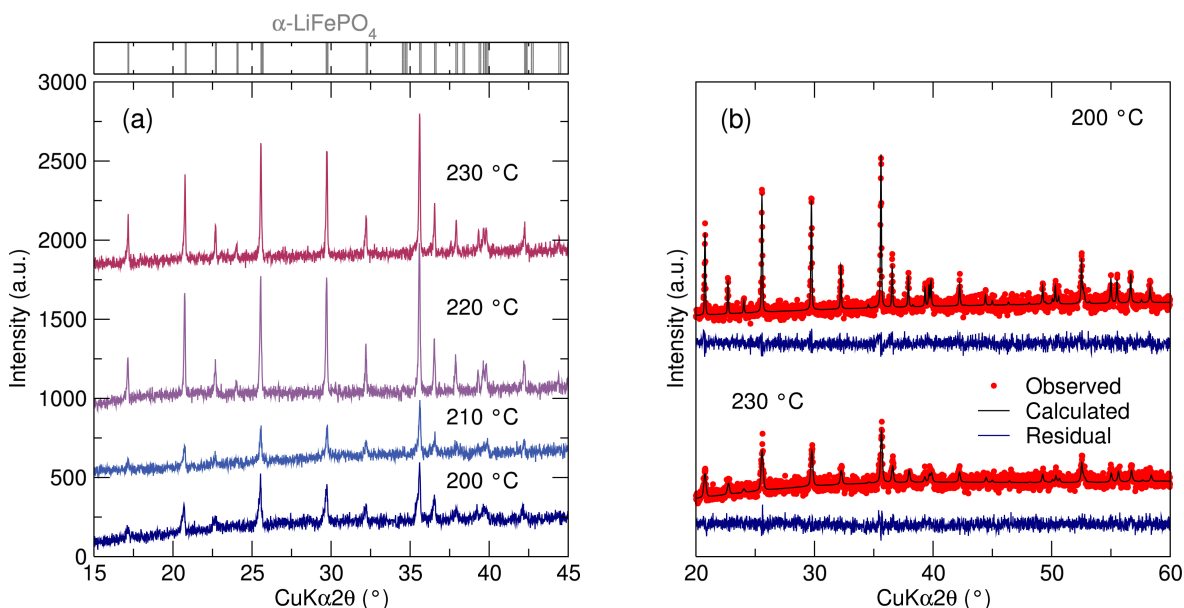 α-LiFePO4
3000
2500
2000
1500
1000
500
0
Intensity (a.u.)
(a)
230 °C
220 °C
210 °C
200 °C
15 20 25 30 35 40 45
CuKα2θ (°)
(b)
200 °C
Intensity (a.u.)
230 °C
Observed
Calculated
Residual
20 30 40 50 60
CuKα2θ (°)